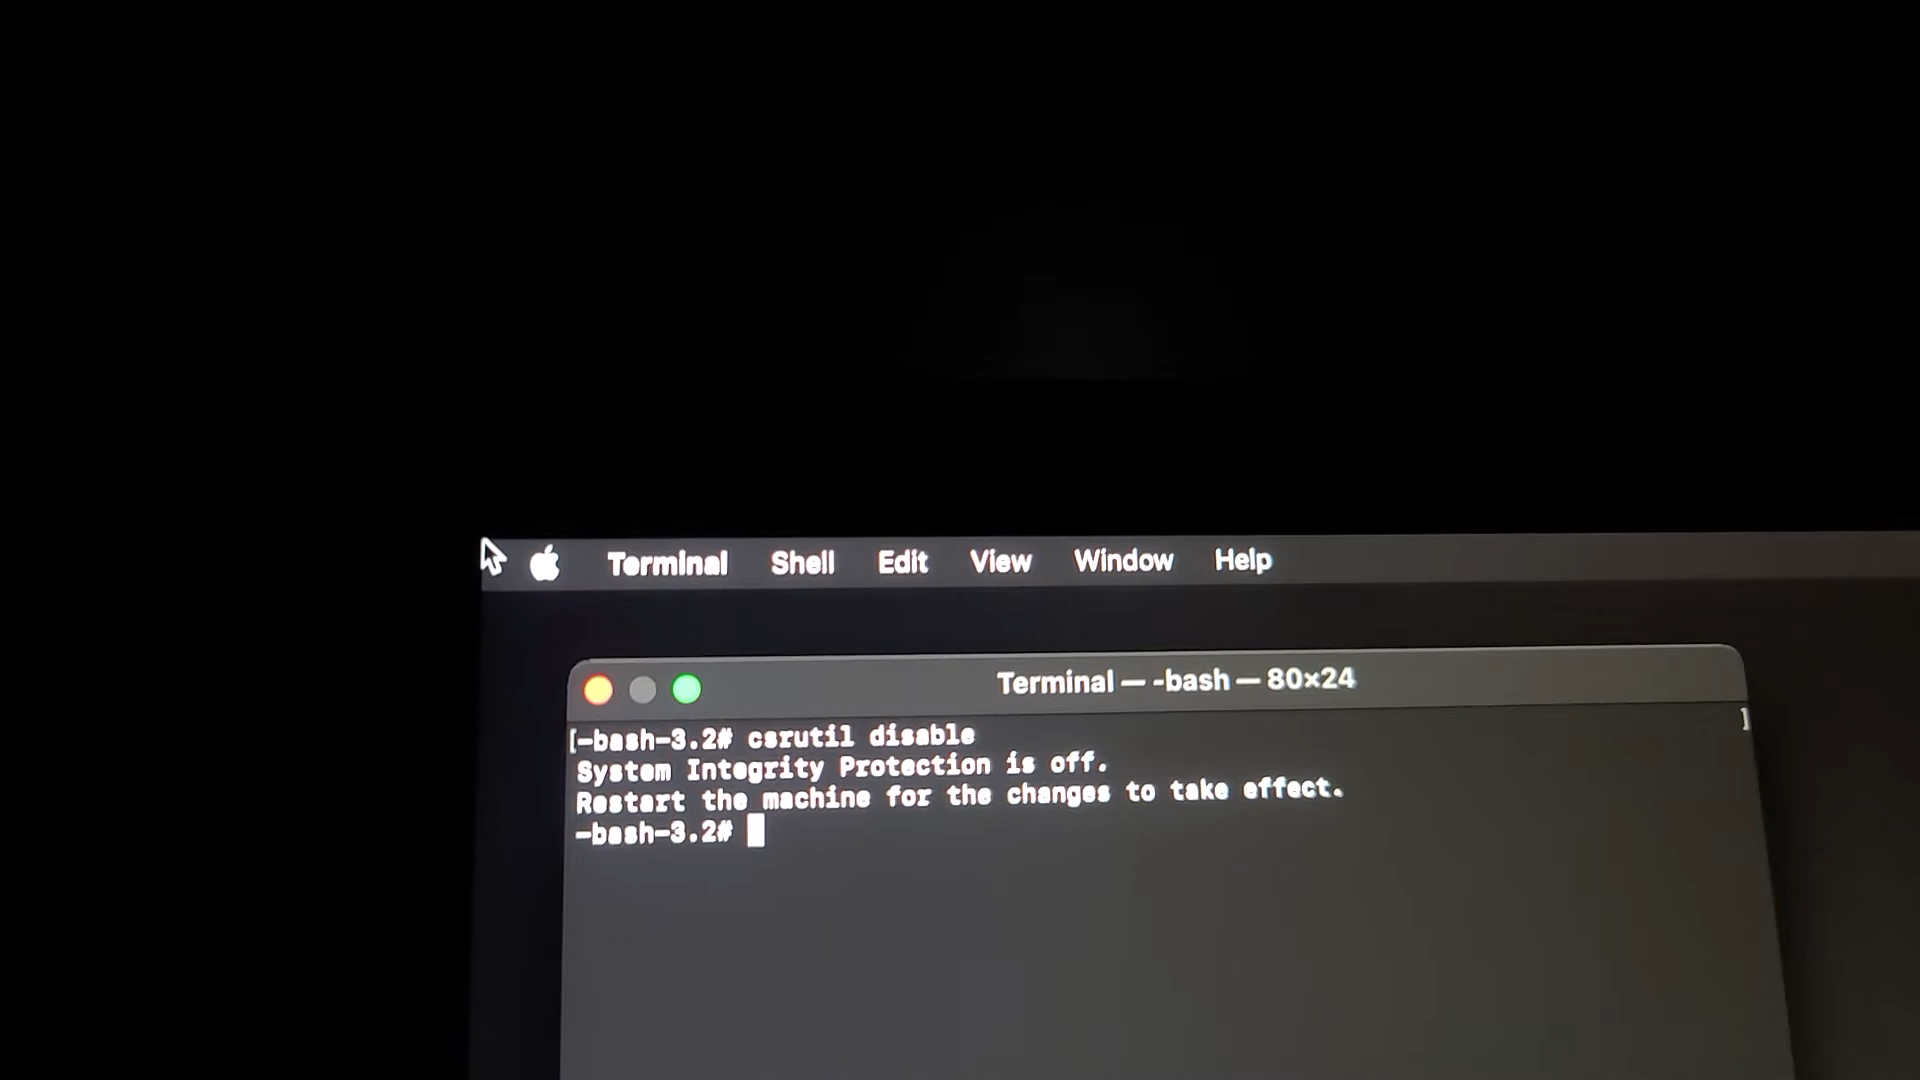 Terminal Shell Edit View Window Help
Terminal — -bash — 80×24
[-bash-3.2# csrutil disable ]
System Integrity Protection is off.
Restart the machine for the changes to take effect.
-bash-3.2#